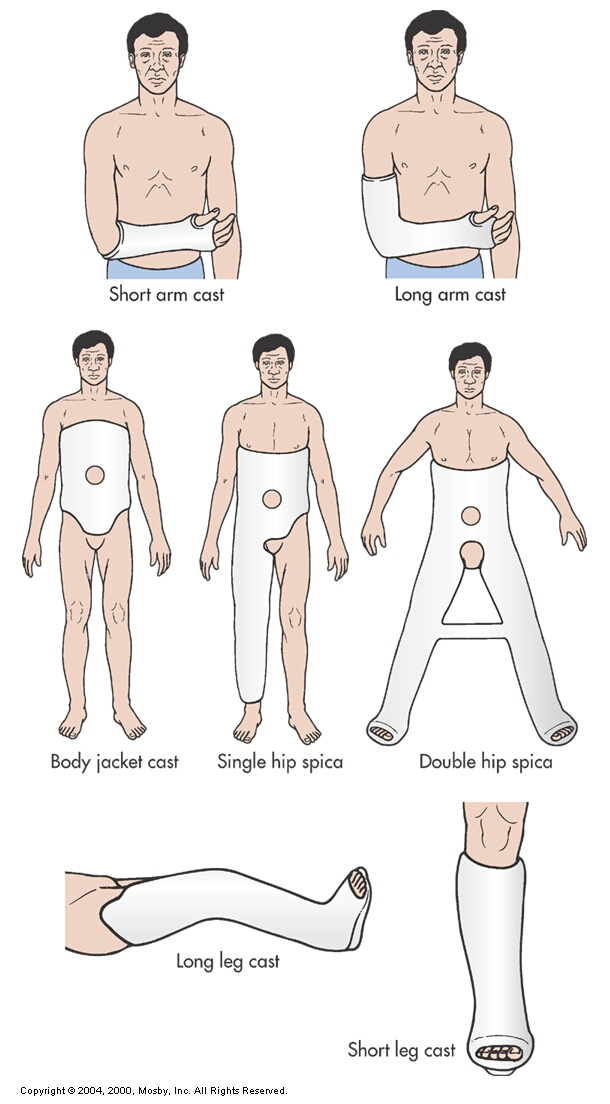 Short arm cast
Long arm cast
Body jacket cast
Single hip spica
Double hip spica
Long leg cast
Short leg cast
Copyright © 2004, 2000, Mosby, Inc. All Rights Reserved.